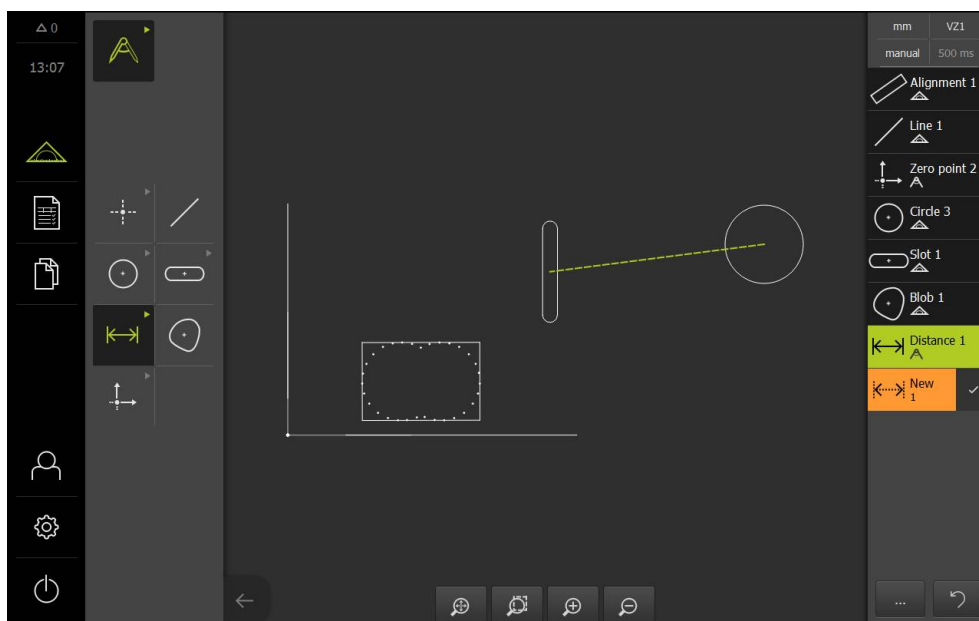 0
13:07
mm
VZ1
manual
500 ms
Alignment 1
Line 1
Zero point 2
Circle 3
Slot 1
Blob 1
Distance 1
New
1
...